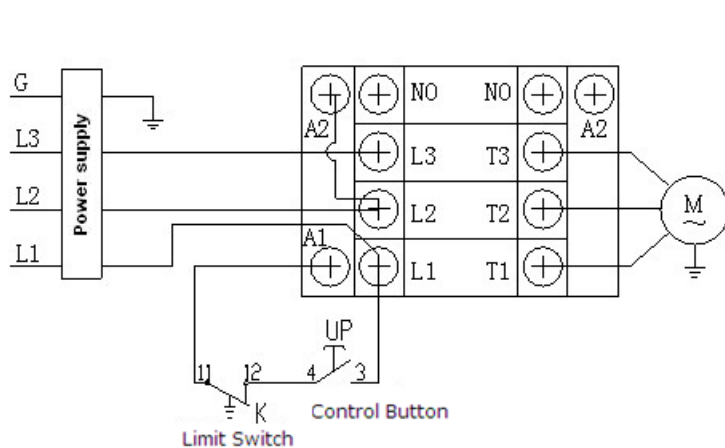 G
L3
L2
L1
Power supply
A2
NO
NO
A2
L3
T3
L2
T2
A1
L1
T1
M
~
UP
11
12
4
3
K
Control Button
Limit Switch